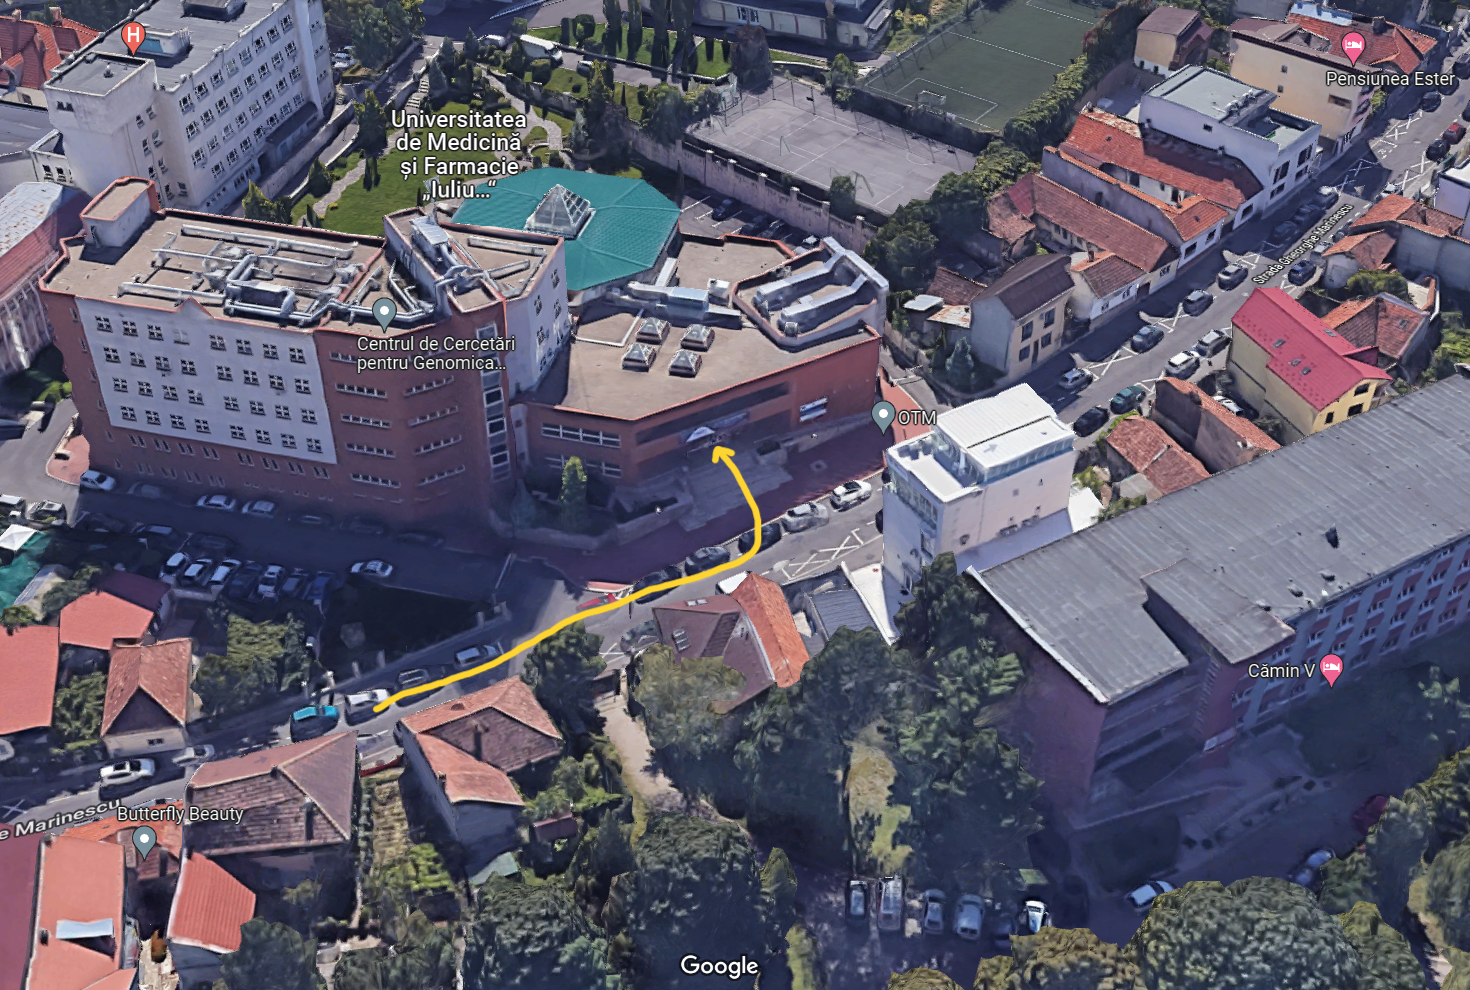 H
Pensiunea Ester
Universitatea
de Medicină
și Farmacie
„Iuliu...“
Strada Gheorghe Marinescu
Centrul de Cercetări
pentru Genomica...
OTM
Cămin V
e Marinescu
Butterfly Beauty
Google